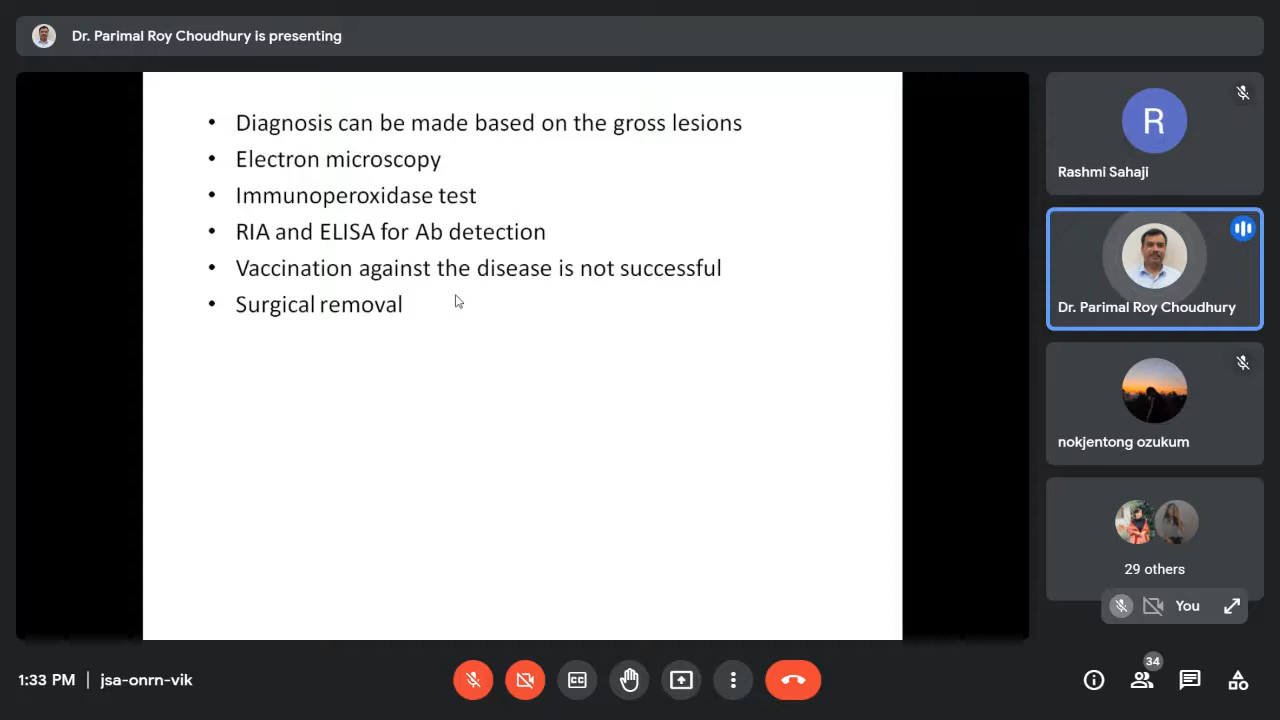 Dr. Parimal Roy Choudhury is presenting
• Diagnosis can be made based on the gross lesions
• Electron microscopy
• Immunoperoxidase test
• RIA and ELISA for Ab detection
• Vaccination against the disease is not successful
• Surgical removal
R
Rashmi Sahaji
Dr. Parimal Roy Choudhury
nokjentong ozukum
29 others
You
1:33 PM | jsa-onrn-vik
CC
34